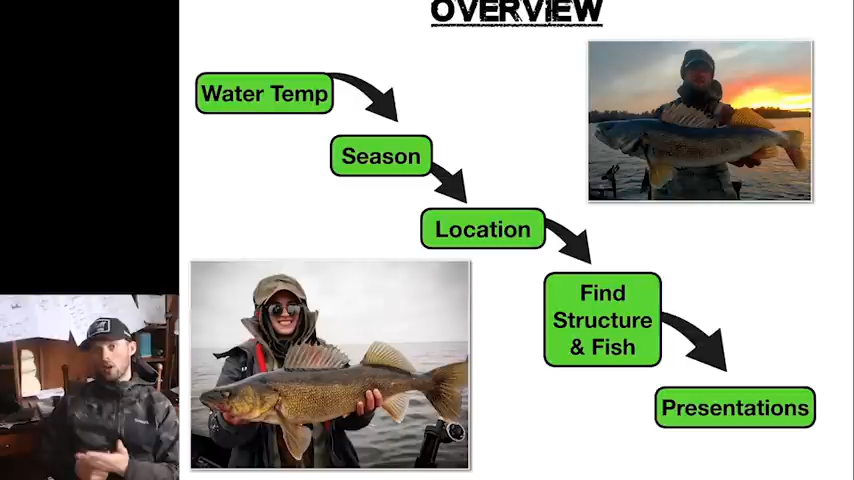 OVERVIEW
Water Temp
Season
Location
Find
Structure
& Fish
Presentations